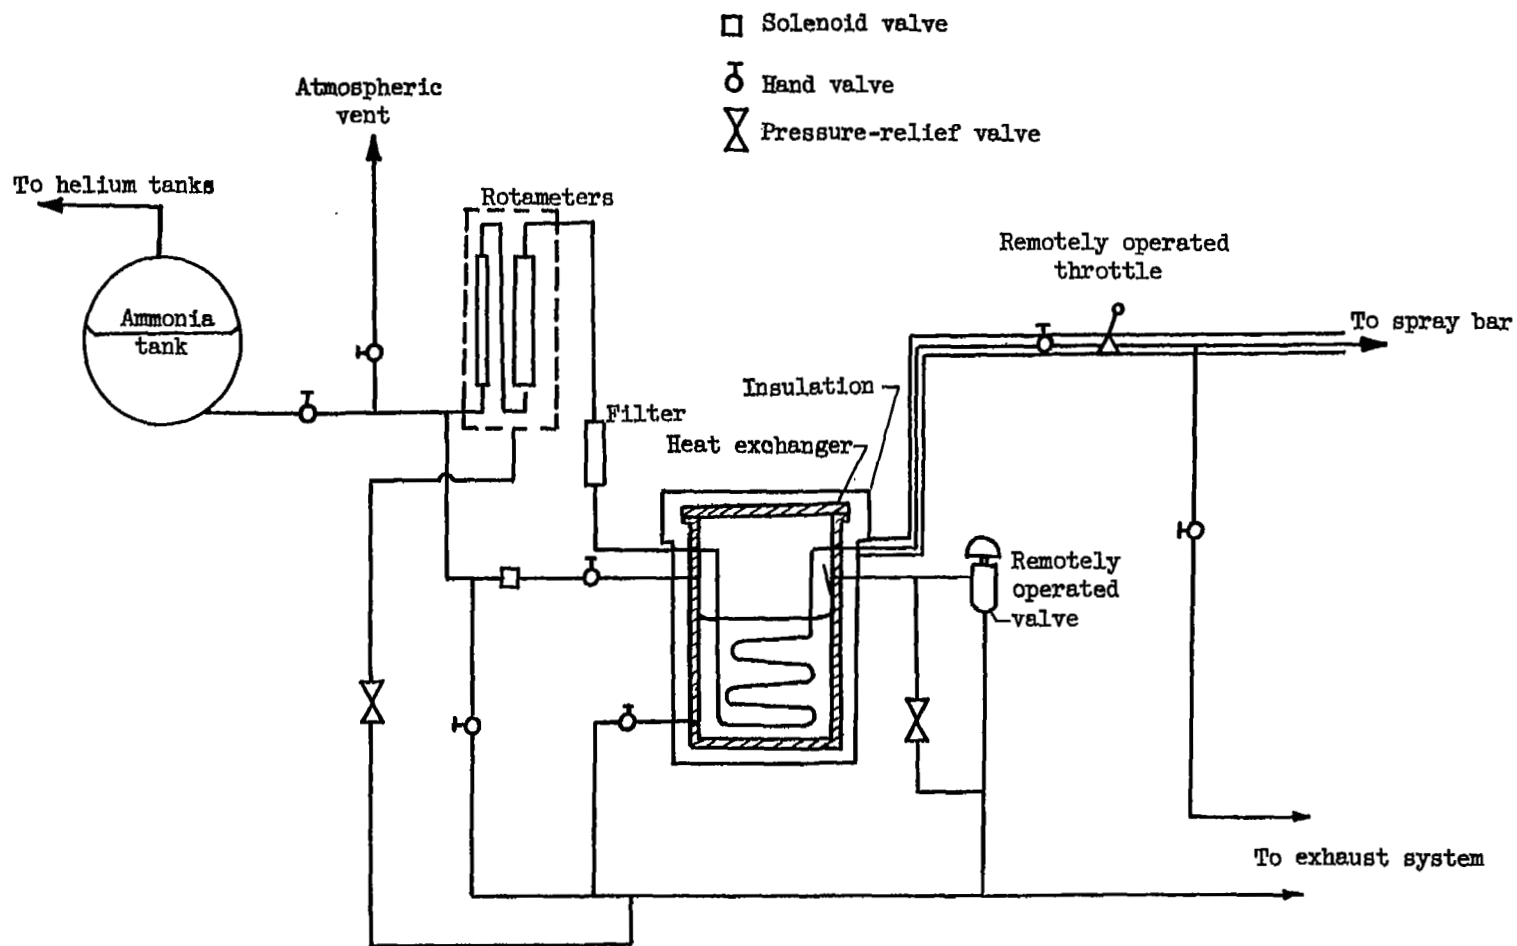 Solenoid valve
Hand valve
Pressure-relief valve
Atmospheric
vent
To helium tanks
Rotameters
Ammonia
tank
Remotely operated
throttle
To spray bar
Insulation
Filter
Heat exchanger
Remotely
operated
valve
To exhaust system